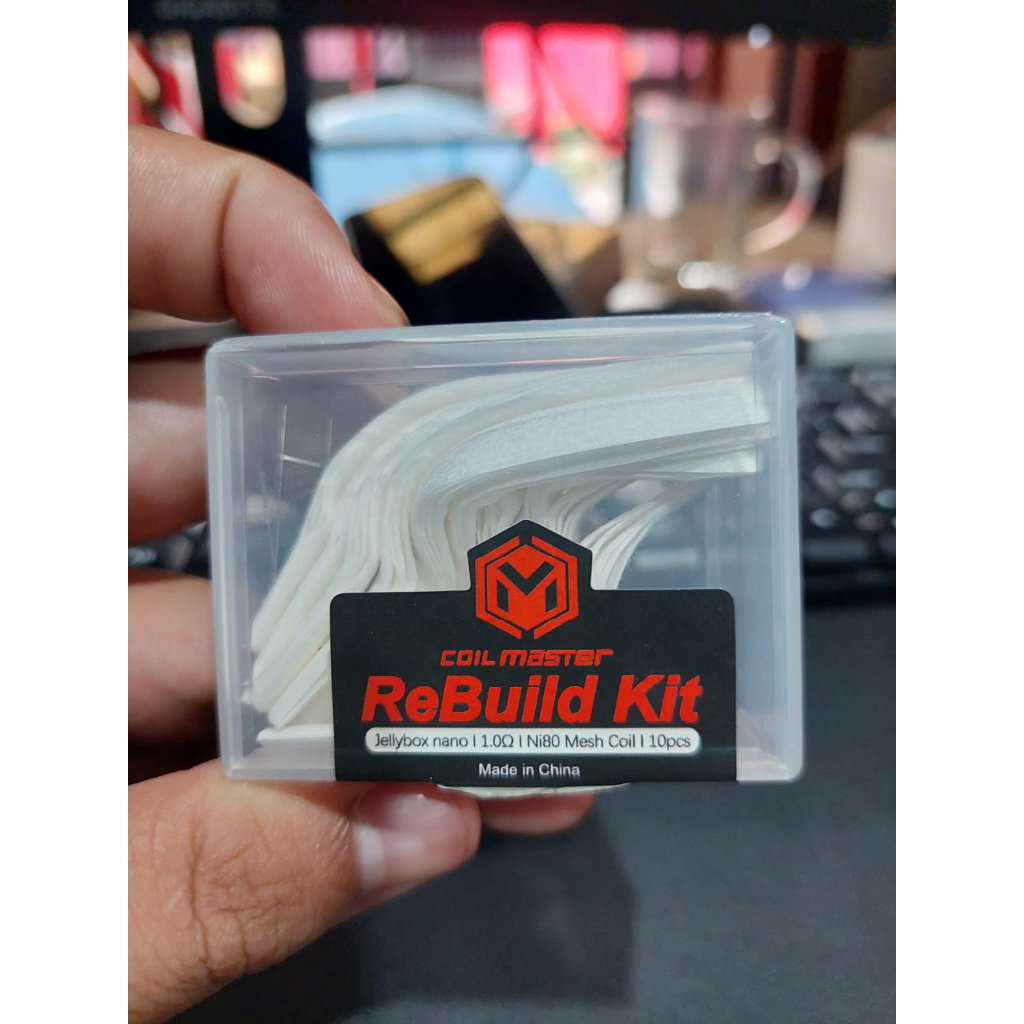 COIL MASTER
ReBuild Kit
Jellybox nano | 1.0Ω | Ni80 Mesh Coil | 10pcs
Made in China